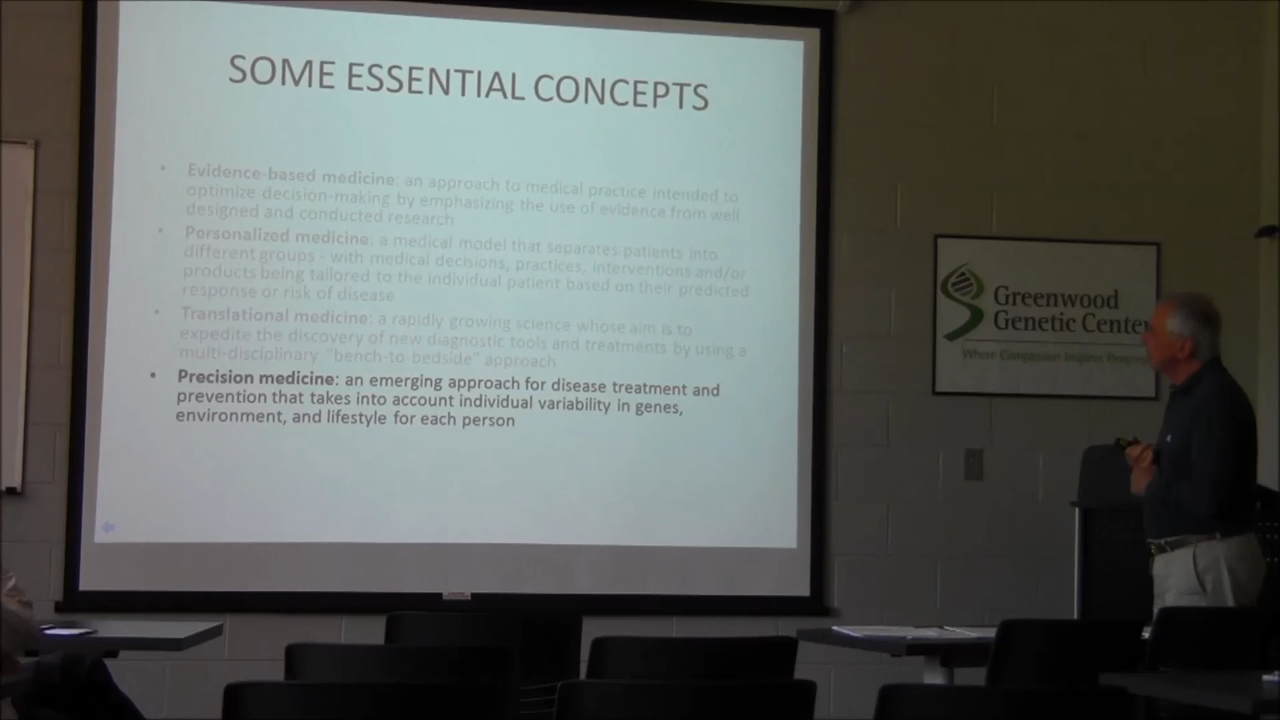 SOME ESSENTIAL CONCEPTS
• Evidence-based medicine: an approach to medical practice intended to
optimize decision-making by emphasizing the use of evidence from well
designed and conducted research
• Personalized medicine: a medical model that separates patients into
different groups - with medical decisions, practices, interventions and/or
products being tailored to the individual patient based on their predicted
response or risk of disease
• Translational medicine: a rapidly growing science whose aim is to
expedite the discovery of new diagnostic tools and treatments by using a
multi-disciplinary "bench-to-bedside" approach
• Precision medicine: an emerging approach for disease treatment and
prevention that takes into account individual variability in genes,
environment, and lifestyle for each person
Greenwood
Genetic Center
Whose Compassion Inspires